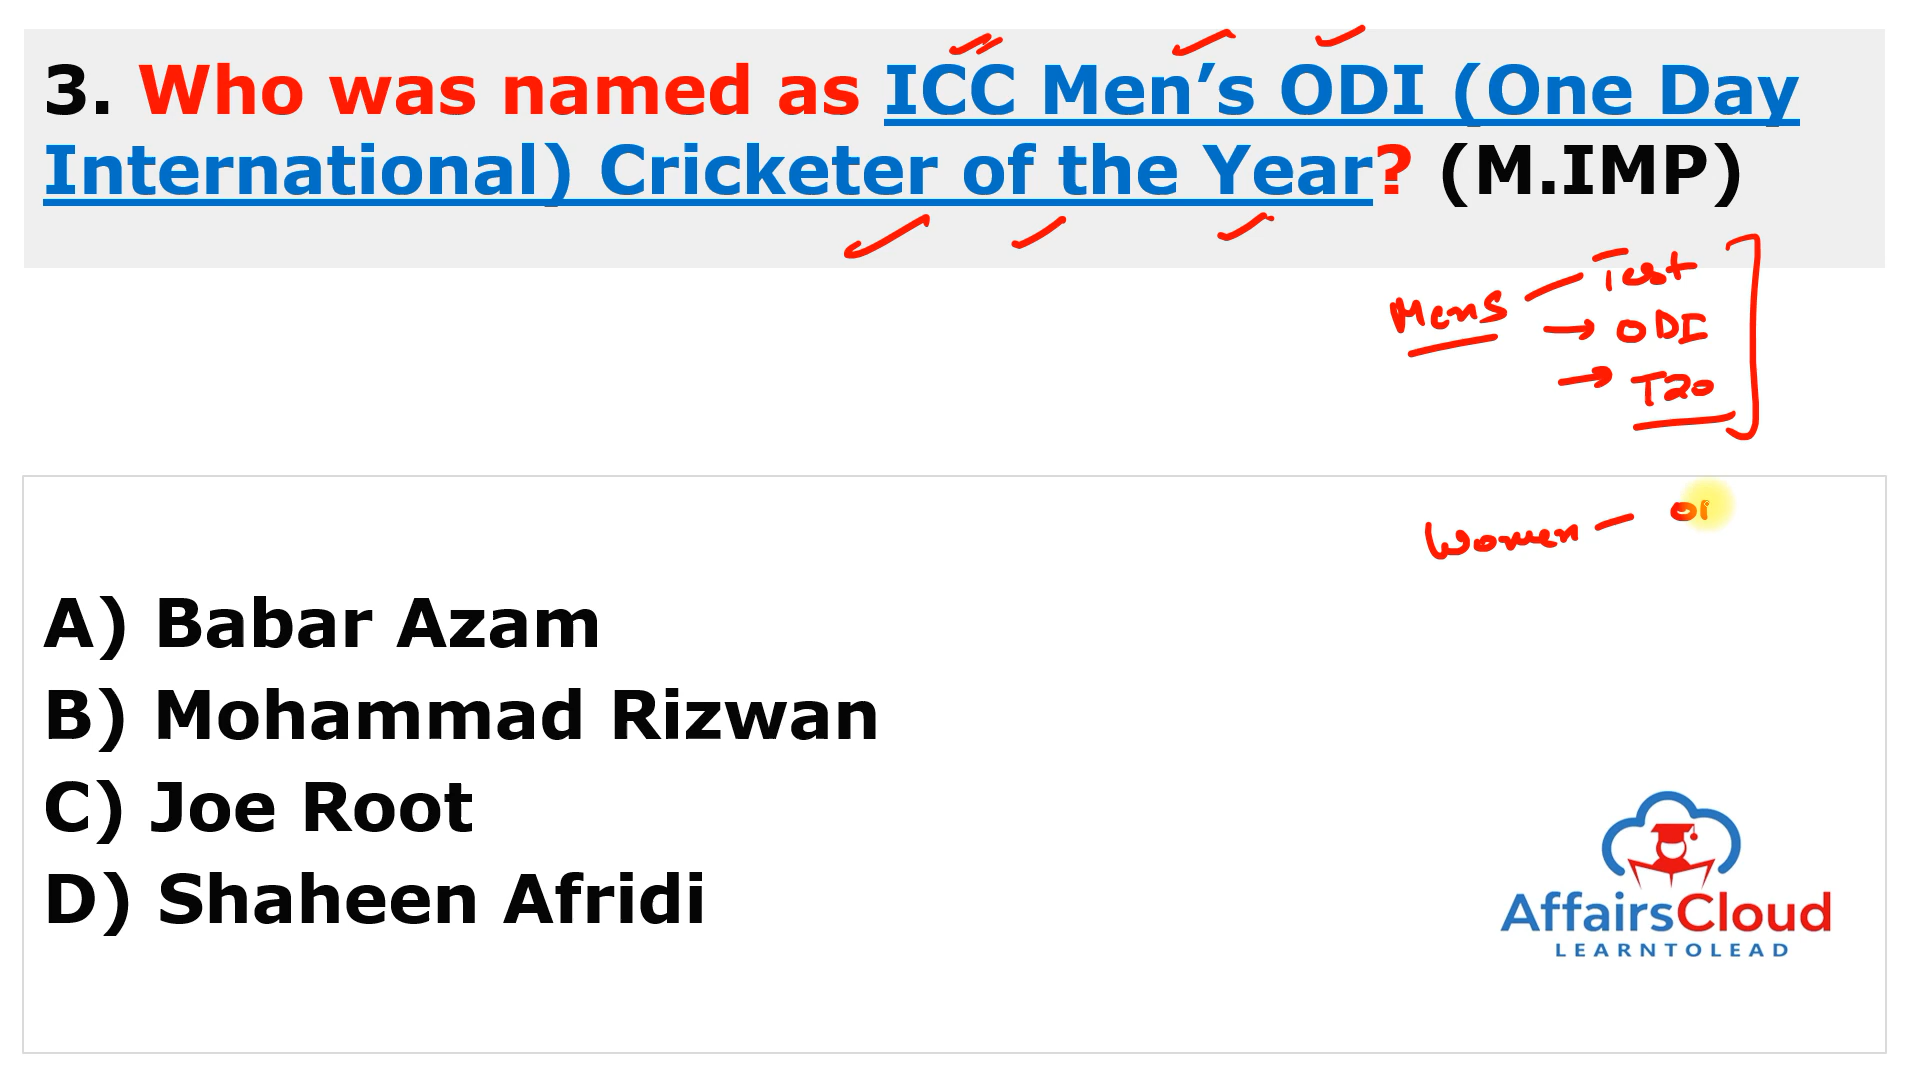 3. Who was named as ICC Men’s ODI (One Day
International) Cricketer of the Year? (M.IMP)
Mens — Test
→ ODI
→ T20
Women —
A) Babar Azam
B) Mohammad Rizwan
C) Joe Root
D) Shaheen Afridi
AffairsCloud
LEARNTOLEAD